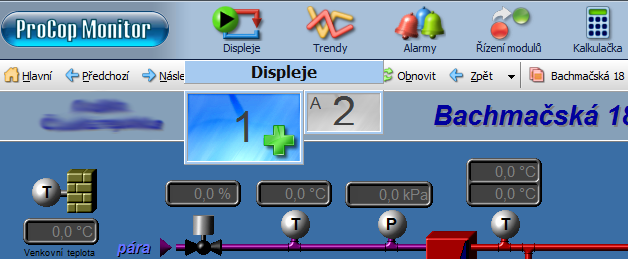 ProCop Monitor
Displeje
Trendy
Alarmy
Řízení modulů
Kalkulačka
Hlavní
Předchozí
Násle
Displeje
Obnovit
Zpět
Bachmačská 18
1
A 2
Bachmačská 18
T
0,0 °C
Venkovní teplota
0,0 %
0,0 °C
0,0 kPa
0,0 °C
0,0 °C
T
P
T
pára